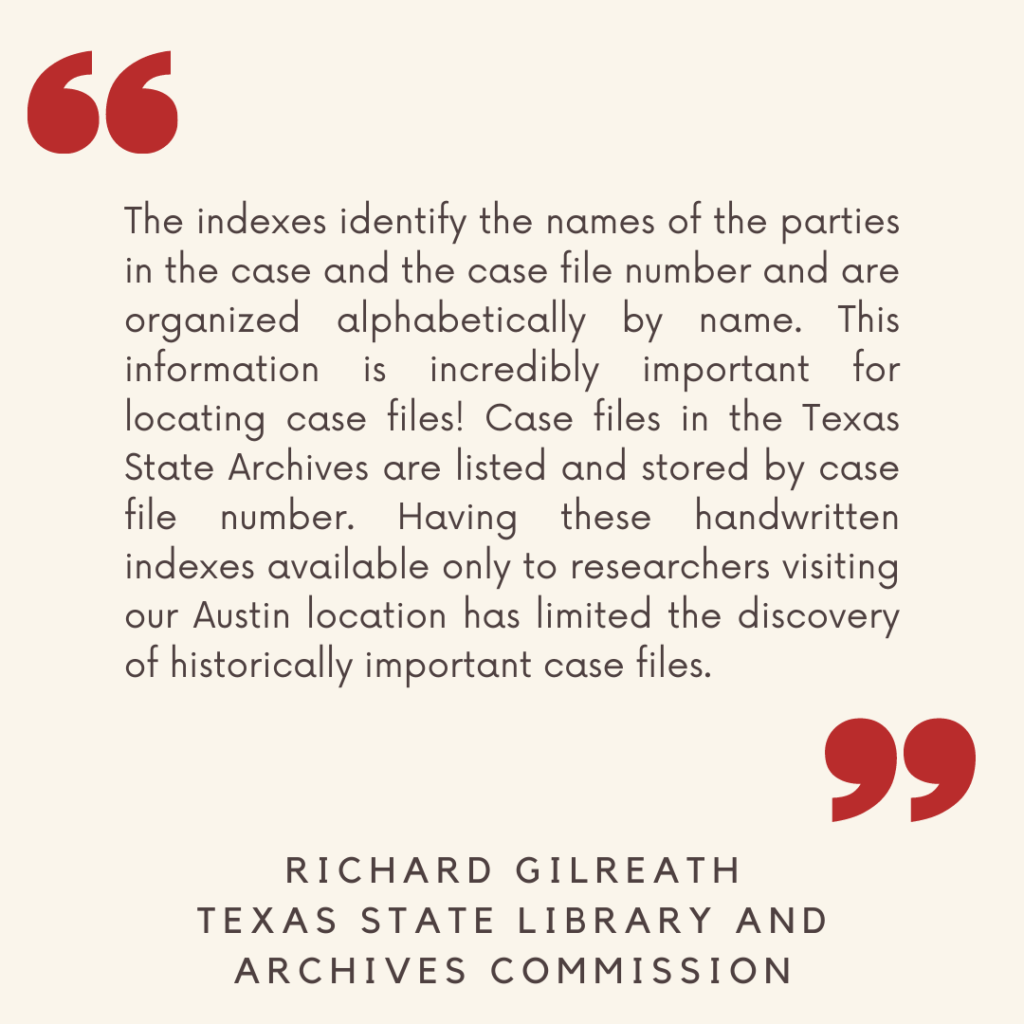 “
The indexes identify the names of the parties
in the case and the case file number and are
organized alphabetically by name. This
information is incredibly important for
locating case files! Case files in the Texas
State Archives are listed and stored by case
file number. Having these handwritten
indexes available only to researchers visiting
our Austin location has limited the discovery
of historically important case files.
”
RICHARD GILREATH
TEXAS STATE LIBRARY AND
ARCHIVES COMMISSION